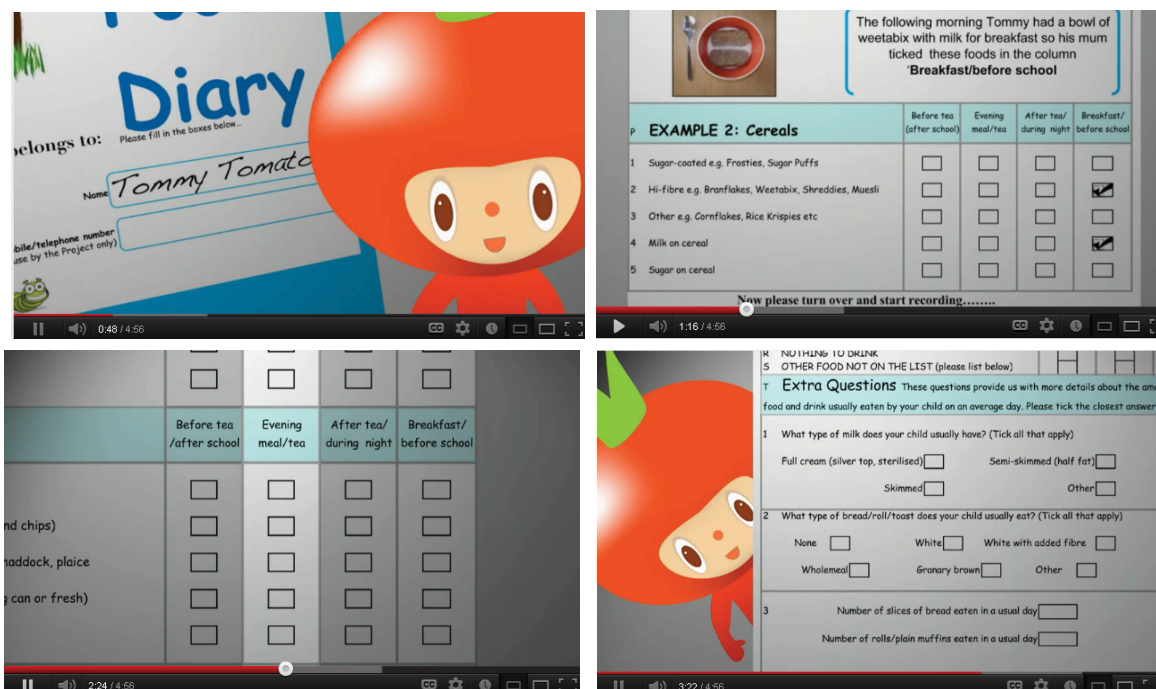 Diary
belongs to:
Please fill in the boxes below...
Name
Tommy Tomato
mobile/telephone number
use by the Project only)
0:48 / 4:56
CC
The following morning Tommy had a bowl of
weetabix with milk for breakfast so his mum
ticked these foods in the column
'Breakfast/before school
P EXAMPLE 2: Cereals
Before tea (after school)
Evening meal/tea
After tea/ during night
Breakfast/ before school
1 Sugar-coated e.g. Frosties, Sugar Puffs
2 Hi-fibre e.g. Branflakes, Weetabix, Shreddies, Muesli
3 Other e.g. Cornflakes, Rice Krispies etc
4 Milk on cereal
5 Sugar on cereal
Now please turn over and start recording........
1:16 / 4:56
CC
Before tea /after school
Evening meal/tea
After tea/ during night
Breakfast/ before school
nd chips)
haddock, plaice
g can or fresh)
2:24 / 4:56
CC
R NOTHING TO DRINK
S OTHER FOOD NOT ON THE LIST (please list below)
T Extra Questions These questions provide us with more details about the amo
food and drink usually eaten by your child on an average day. Please tick the closest answer
1 What type of milk does your child usually have? (Tick all that apply)
Full cream (silver top, sterilised) Semi-skimmed (half fat)
Skimmed Other
2 What type of bread/roll/toast does your child usually eat? (Tick all that apply)
None White White with added fibre
Wholemeal Granary brown Other
3 Number of slices of bread eaten in a usual day
Number of rolls/plain muffins eaten in a usual day
3:22 / 4:56
CC